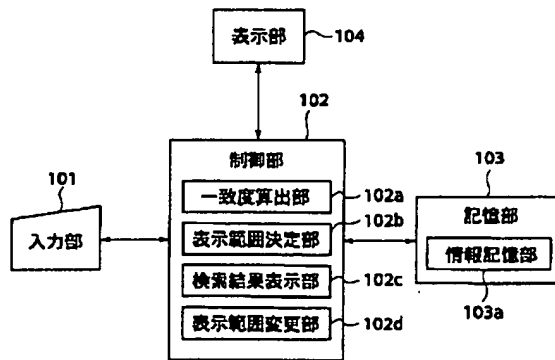 表示部
104
102
制御部
101
入力部
一致度算出部
102a
表示範囲決定部
102b
検索結果表示部
102c
表示範囲変更部
102d
103
記憶部
情報記憶部
103a